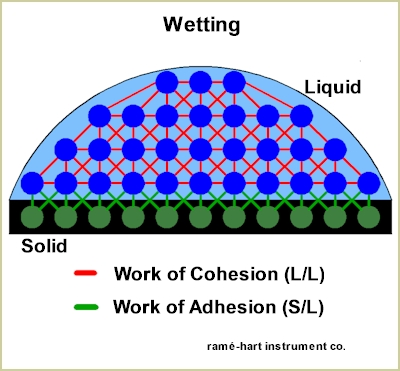 Wetting
Liquid
Solid
Work of Cohesion (L/L)
Work of Adhesion (S/L)
ramé-hart instrument co.